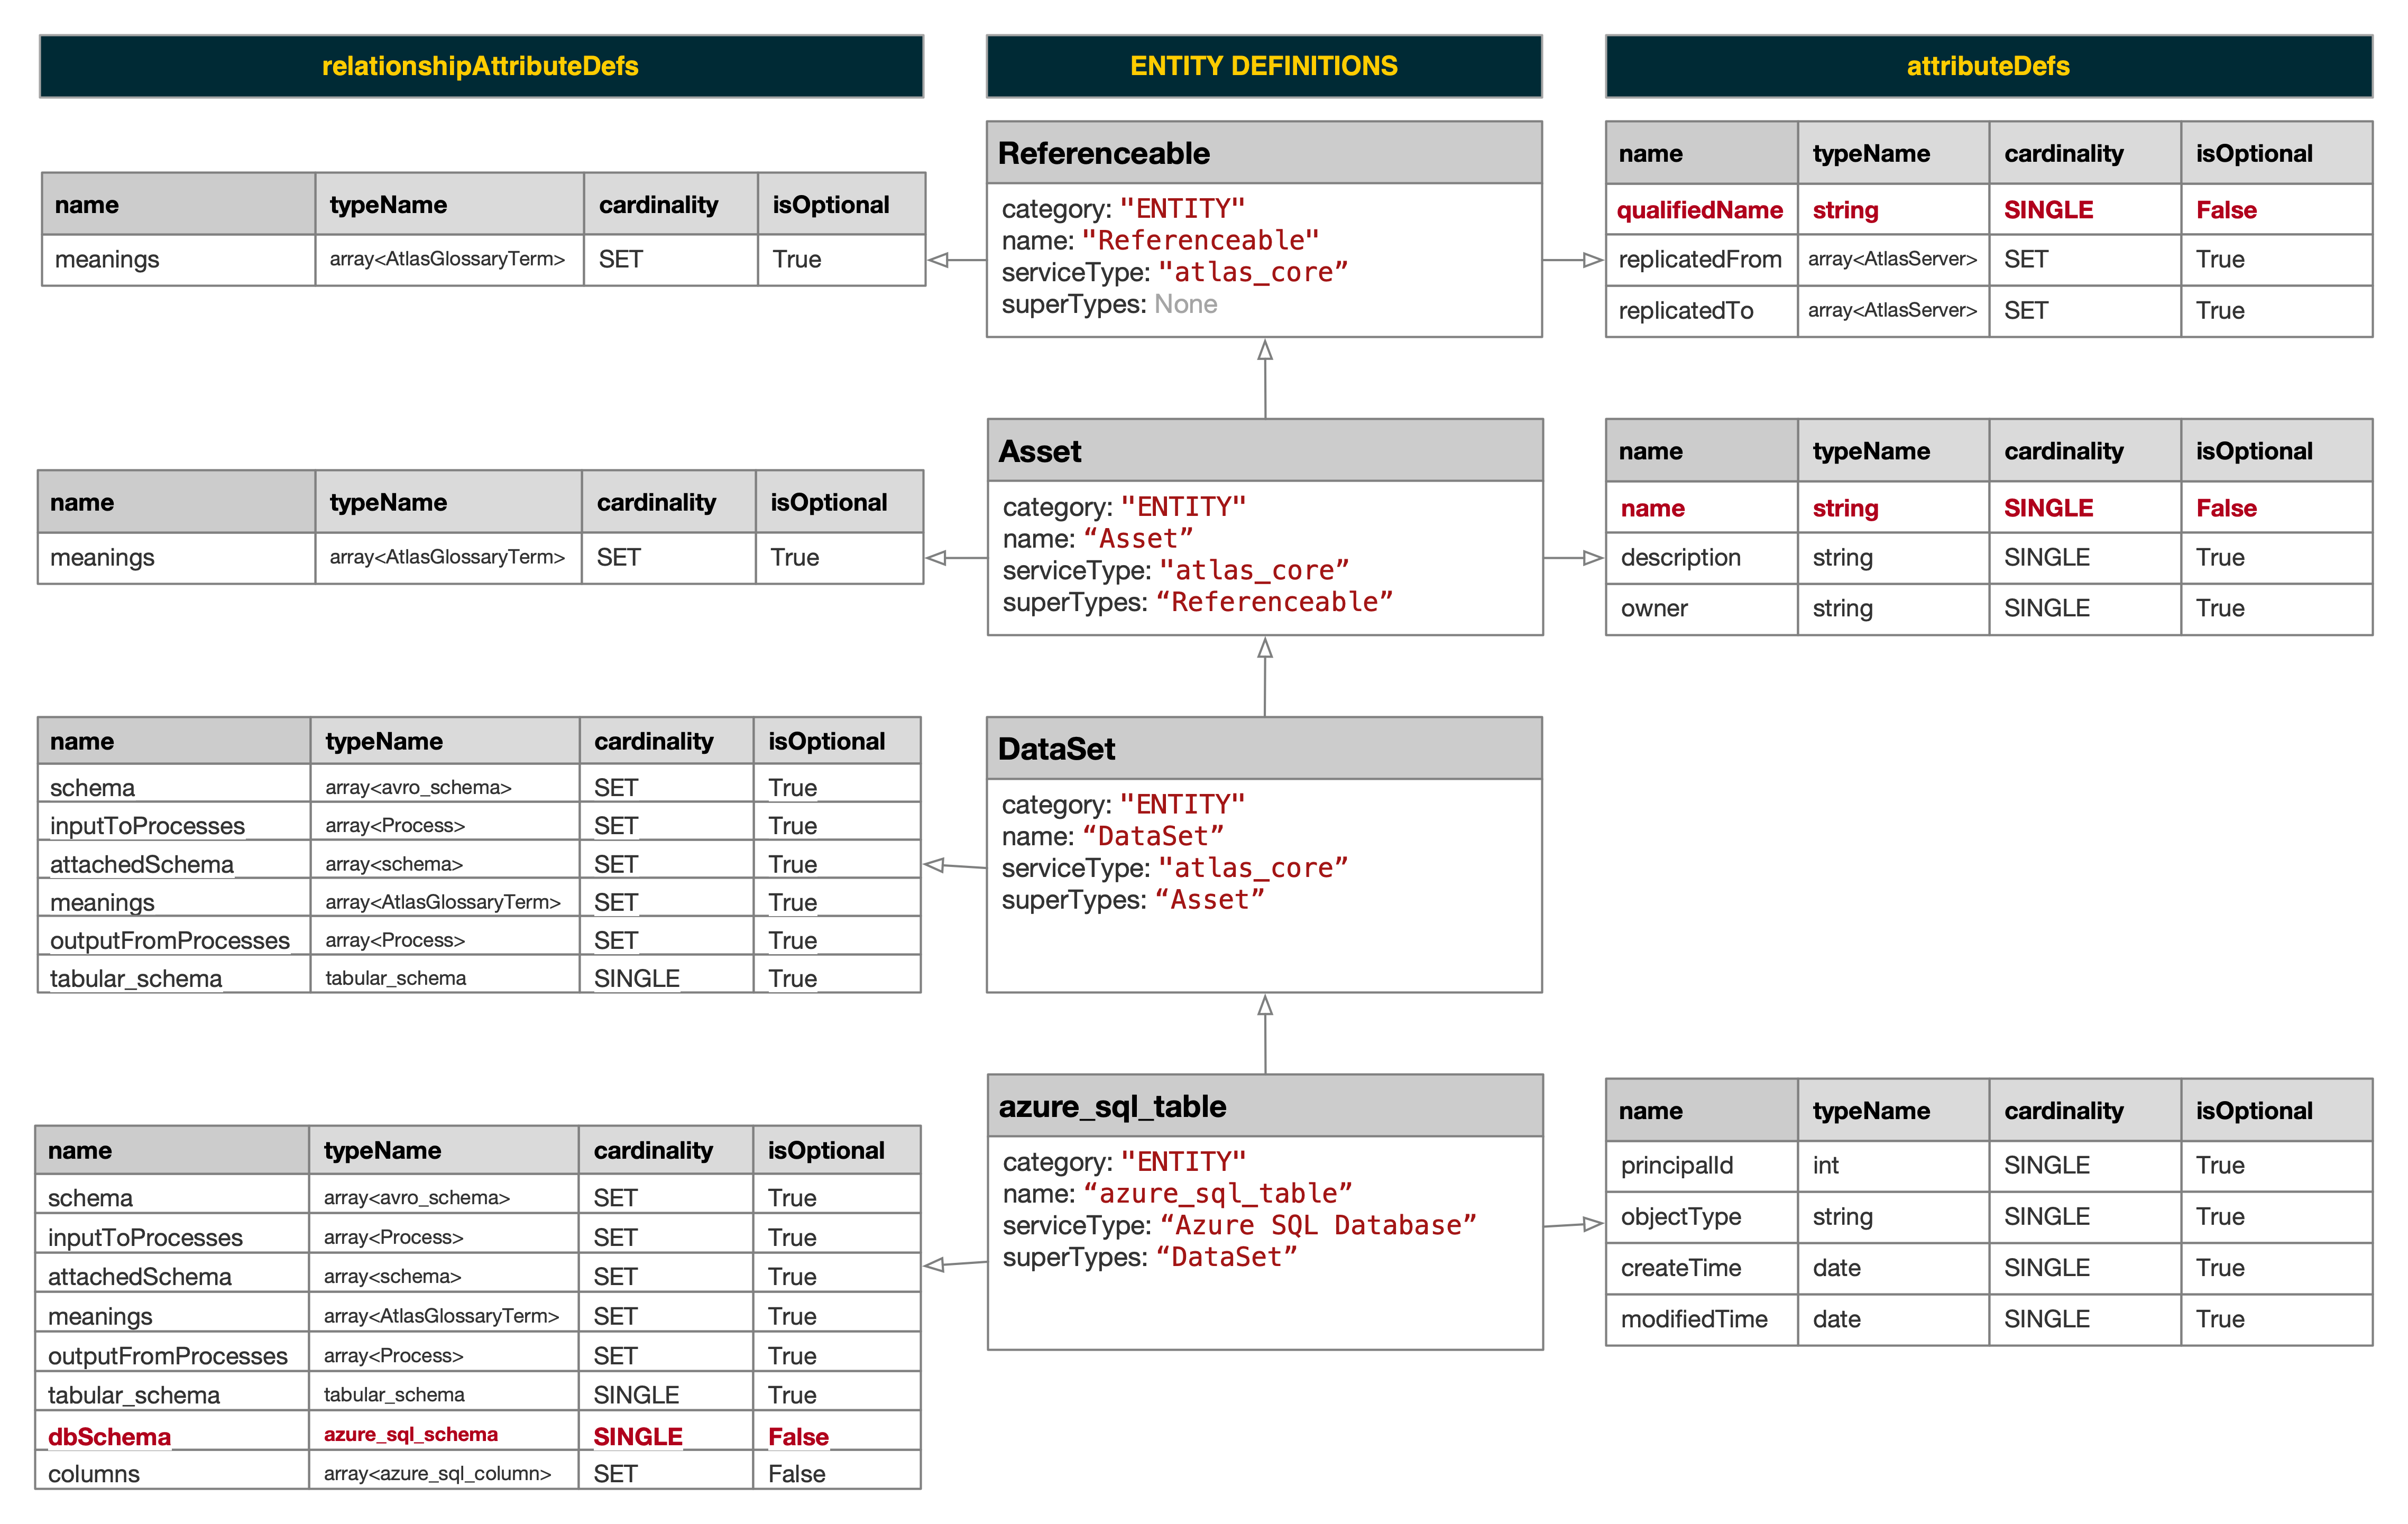 relationshipAttributeDefs
ENTITY DEFINITIONS
attributeDefs
name typeName cardinality isOptional
meanings array<AtlasGlossaryTerm> SET True
Referenceable
category: "ENTITY"
name: "Referenceable"
serviceType: "atlas_core”
superTypes: None
name typeName cardinality isOptional
qualifiedName string SINGLE False
replicatedFrom array<AtlasServer> SET True
replicatedTo array<AtlasServer> SET True
name typeName cardinality isOptional
meanings array<AtlasGlossaryTerm> SET True
Asset
category: "ENTITY"
name: “Asset”
serviceType: "atlas_core”
superTypes: “Referenceable”
name typeName cardinality isOptional
name string SINGLE False
description string SINGLE True
owner string SINGLE True
name typeName cardinality isOptional
schema array<avro_schema> SET True
inputToProcesses array<Process> SET True
attachedSchema array<schema> SET True
meanings array<AtlasGlossaryTerm> SET True
outputFromProcesses array<Process> SET True
tabular_schema tabular_schema SINGLE True
DataSet
category: "ENTITY"
name: “DataSet”
serviceType: "atlas_core”
superTypes: “Asset”
name typeName cardinality isOptional
schema array<avro_schema> SET True
inputToProcesses array<Process> SET True
attachedSchema array<schema> SET True
meanings array<AtlasGlossaryTerm> SET True
outputFromProcesses array<Process> SET True
tabular_schema tabular_schema SINGLE True
dbSchema azure_sql_schema SINGLE False
columns array<azure_sql_column> SET False
azure_sql_table
category: "ENTITY"
name: “azure_sql_table”
serviceType: “Azure SQL Database”
superTypes: “DataSet”
name typeName cardinality isOptional
principalId int SINGLE True
objectType string SINGLE True
createTime date SINGLE True
modifiedTime date SINGLE True